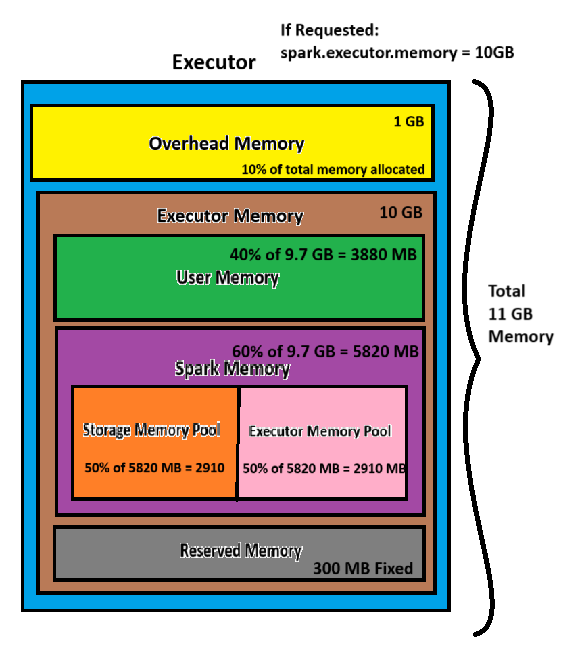 If Requested:
spark.executor.memory = 10GB
Executor
1 GB
Overhead Memory
10% of total memory allocated
Executor Memory
10 GB
40% of 9.7 GB = 3880 MB
User Memory
60% of 9.7 GB = 5820 MB
Spark Memory
Storage Memory Pool
50% of 5820 MB = 2910
Executor Memory Pool
50% of 5820 MB = 2910 MB
Reserved Memory
300 MB Fixed
Total
11 GB
Memory